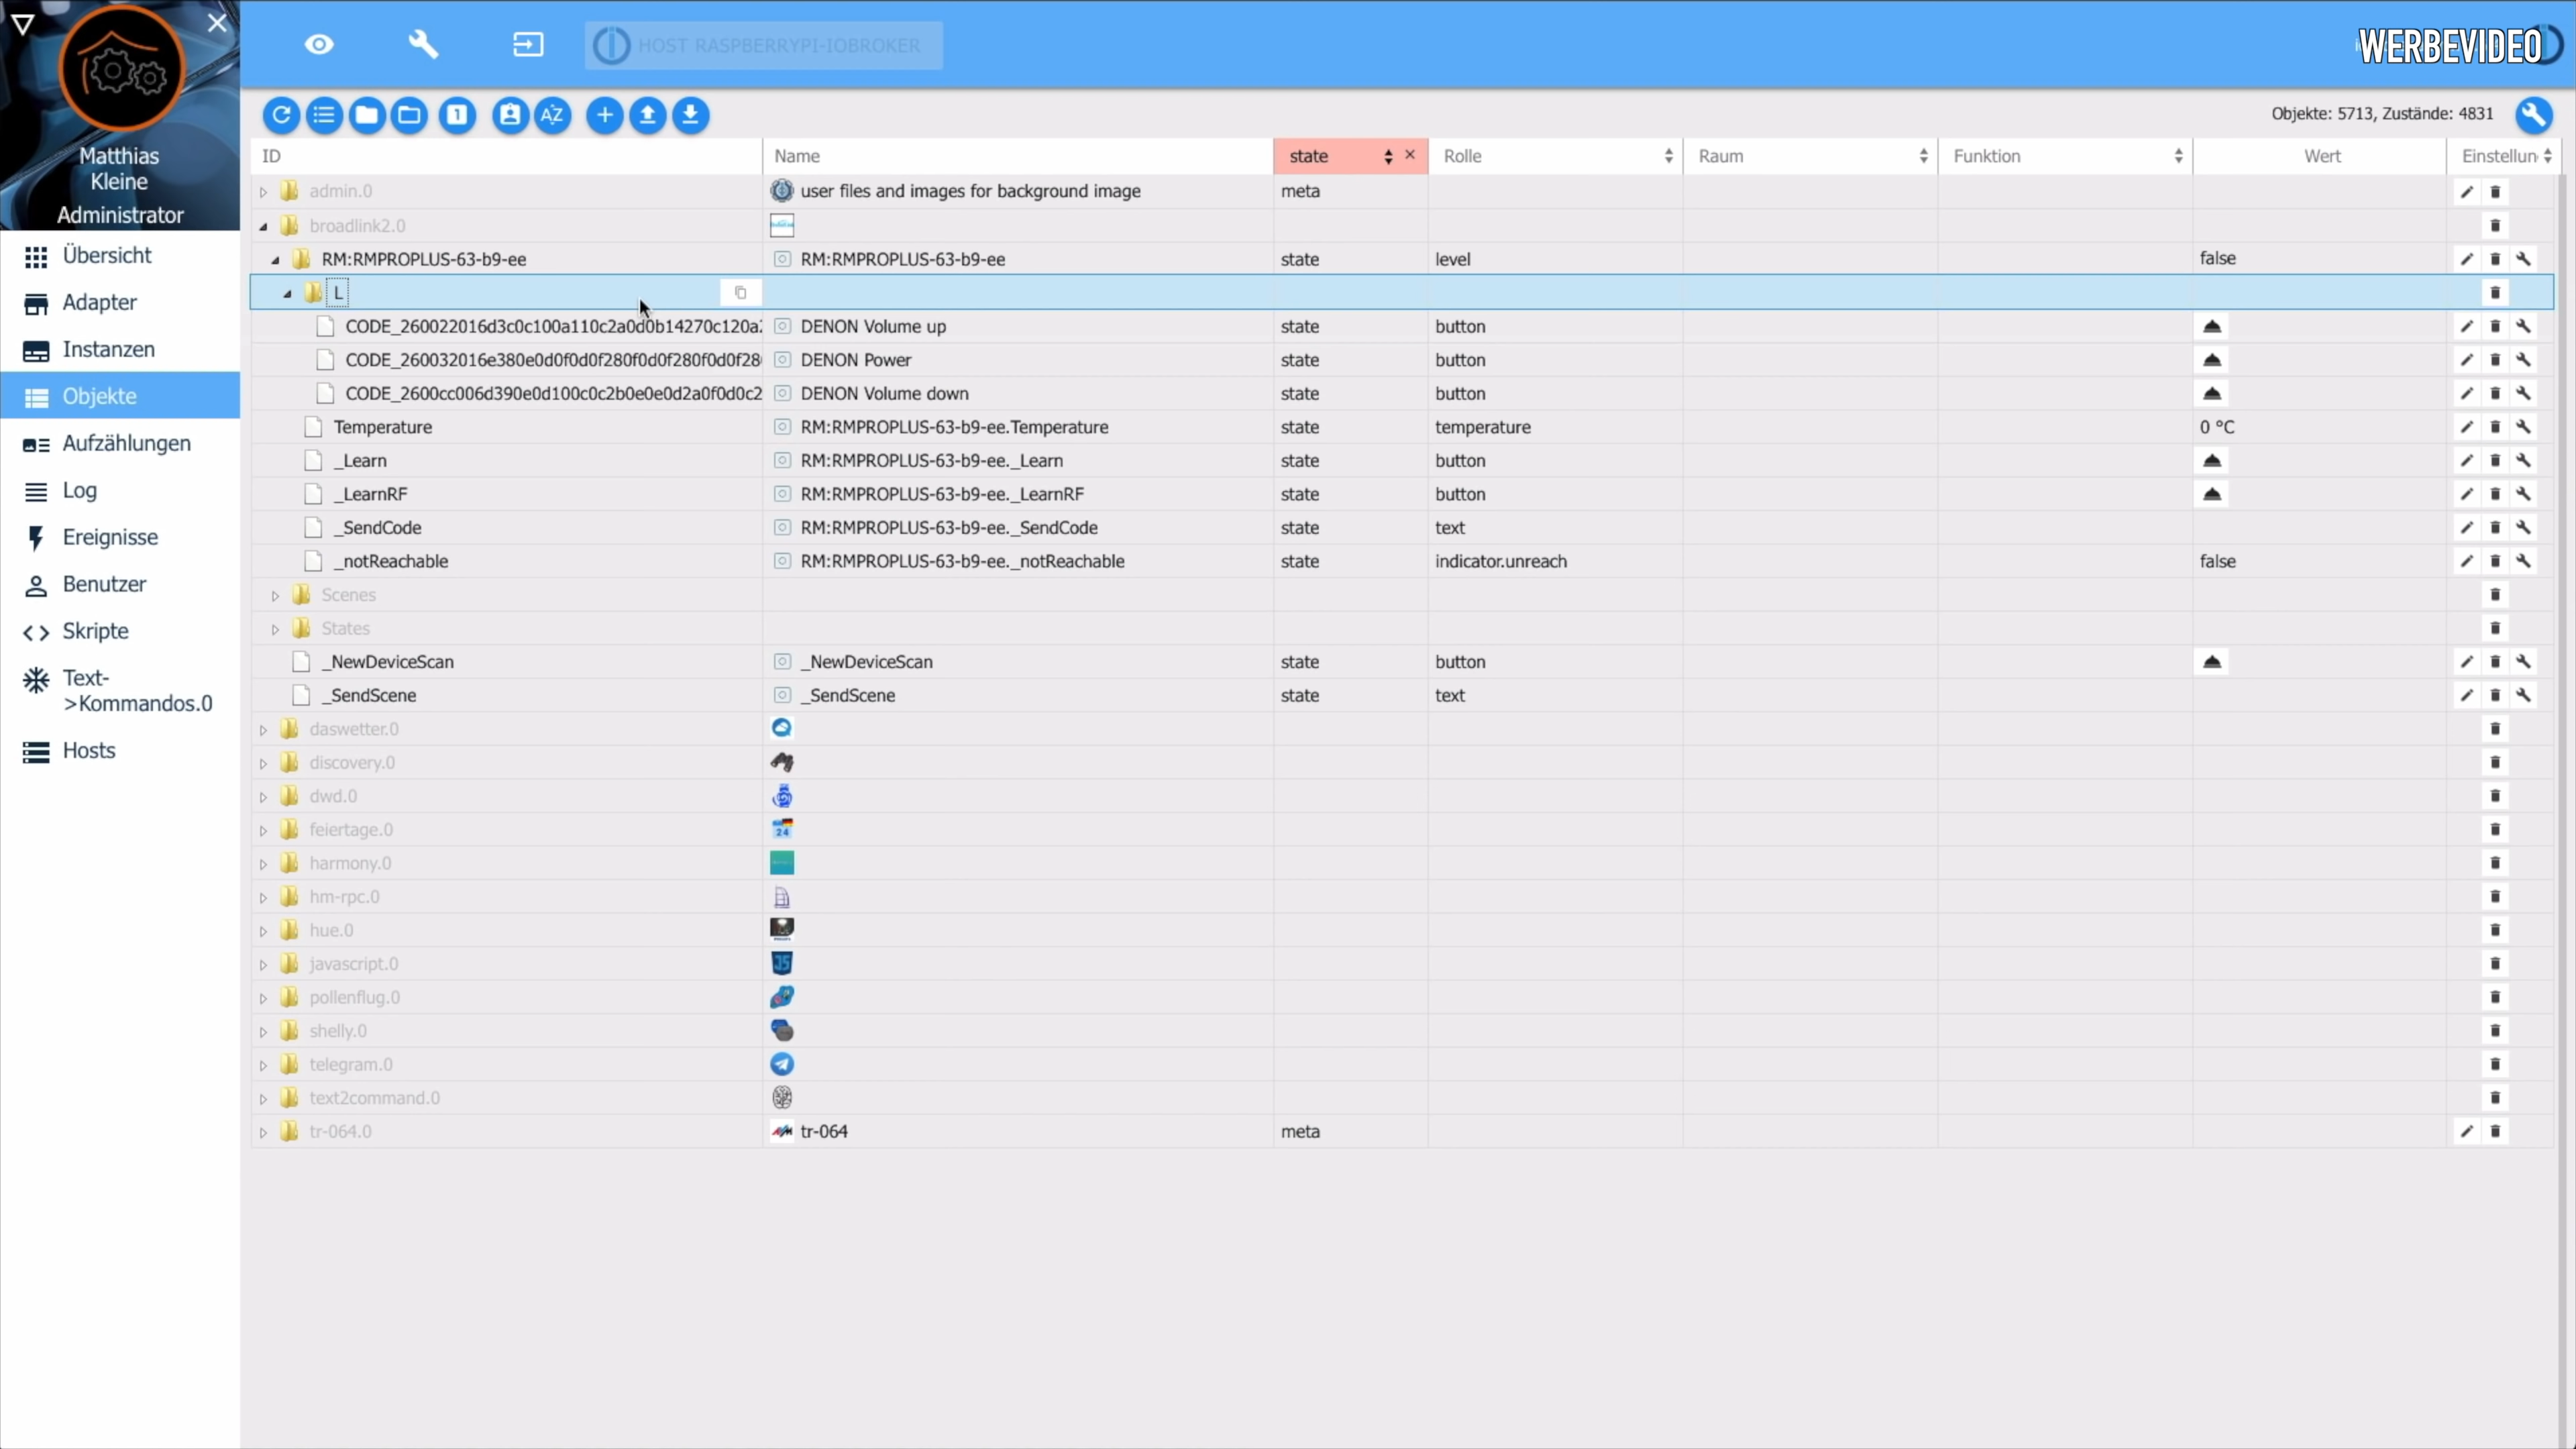 WERBEVIDEO
HOST RASPBERRYPI-IOBROKER
Matthias
Kleine
Administrator
Übersicht
Adapter
Instanzen
Objekte
Aufzählungen
Log
Ereignisse
Benutzer
Skripte
Text-
>Kommandos.0
Hosts
Objekte: 5713, Zustände: 4831
ID Name state Rolle Raum Funktion Wert Einstellun
admin.0 user files and images for background image meta
broadlink2.0
RM:RMPROPLUS-63-b9-ee RM:RMPROPLUS-63-b9-ee state level false
L
CODE_260022016d3c0c100a110c2a0d0b14270c120a DENON Volume up state button
CODE_260032016e380e0d0f0d0f280f0d0f280f0d0f28 DENON Power state button
CODE_2600cc006d390e0d100c0c2b0e0e0d2a0f0d0c2 DENON Volume down state button
Temperature RM:RMPROPLUS-63-b9-ee.Temperature state temperature 0 °C
_Learn RM:RMPROPLUS-63-b9-ee._Learn state button
_LearnRF RM:RMPROPLUS-63-b9-ee._LearnRF state button
_SendCode RM:RMPROPLUS-63-b9-ee._SendCode state text
_notReachable RM:RMPROPLUS-63-b9-ee._notReachable state indicator.unreach false
Scenes
States
_NewDeviceScan _NewDeviceScan state button
_SendScene _SendScene state text
daswetter.0
discovery.0
dwd.0
feiertage.0
harmony.0
hm-rpc.0
hue.0
javascript.0
pollenflug.0
shelly.0
telegram.0
text2command.0
tr-064.0 tr-064 meta